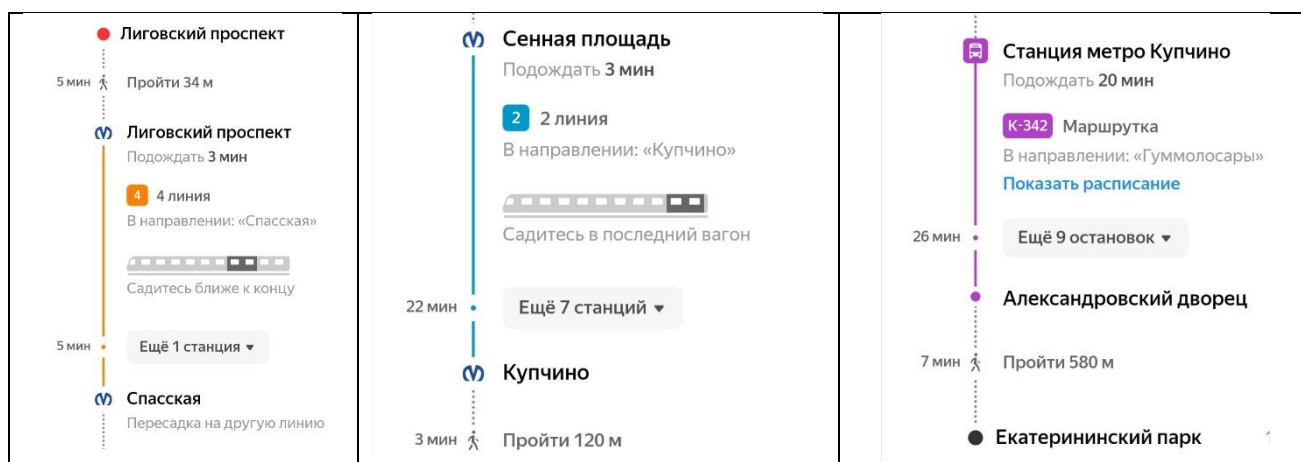 Лиговский проспект
5 мин Пройти 34 м
Лиговский проспект
Подождать 3 мин
4 4 линия
В направлении: «Спасская»
Садитесь ближе к концу
5 мин Ещё 1 станция
Спасская
Пересадка на другую линию
Сенная площадь
Подождать 3 мин
2 2 линия
В направлении: «Купчино»
Садитесь в последний вагон
22 мин Ещё 7 станций
Купчино
3 мин Пройти 120 м
Станция метро Купчино
Подождать 20 мин
К-342 Маршрутка
В направлении: «Гуммолосары»
Показать расписание
26 мин Ещё 9 остановок
Александровский дворец
7 мин Пройти 580 м
Екатерининский парк